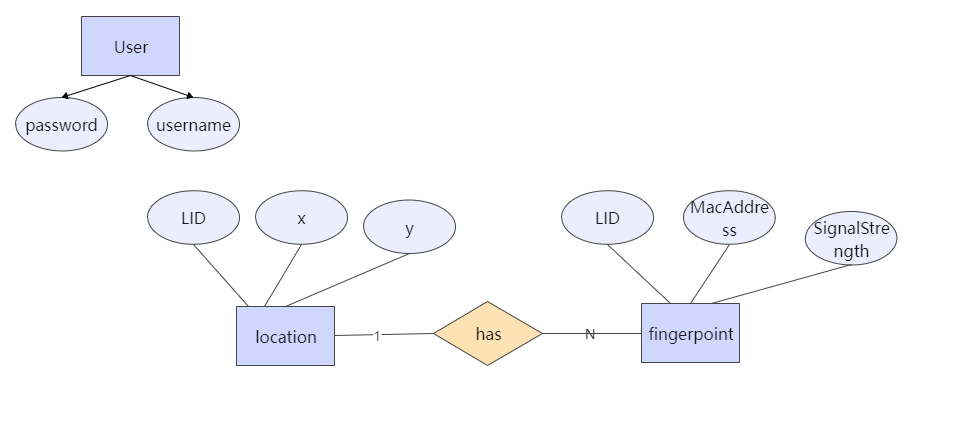 User
password
username
LID
x
y
LID
MacAddre
ss
SignalStre
ngth
location
1
has
N
fingerpoint